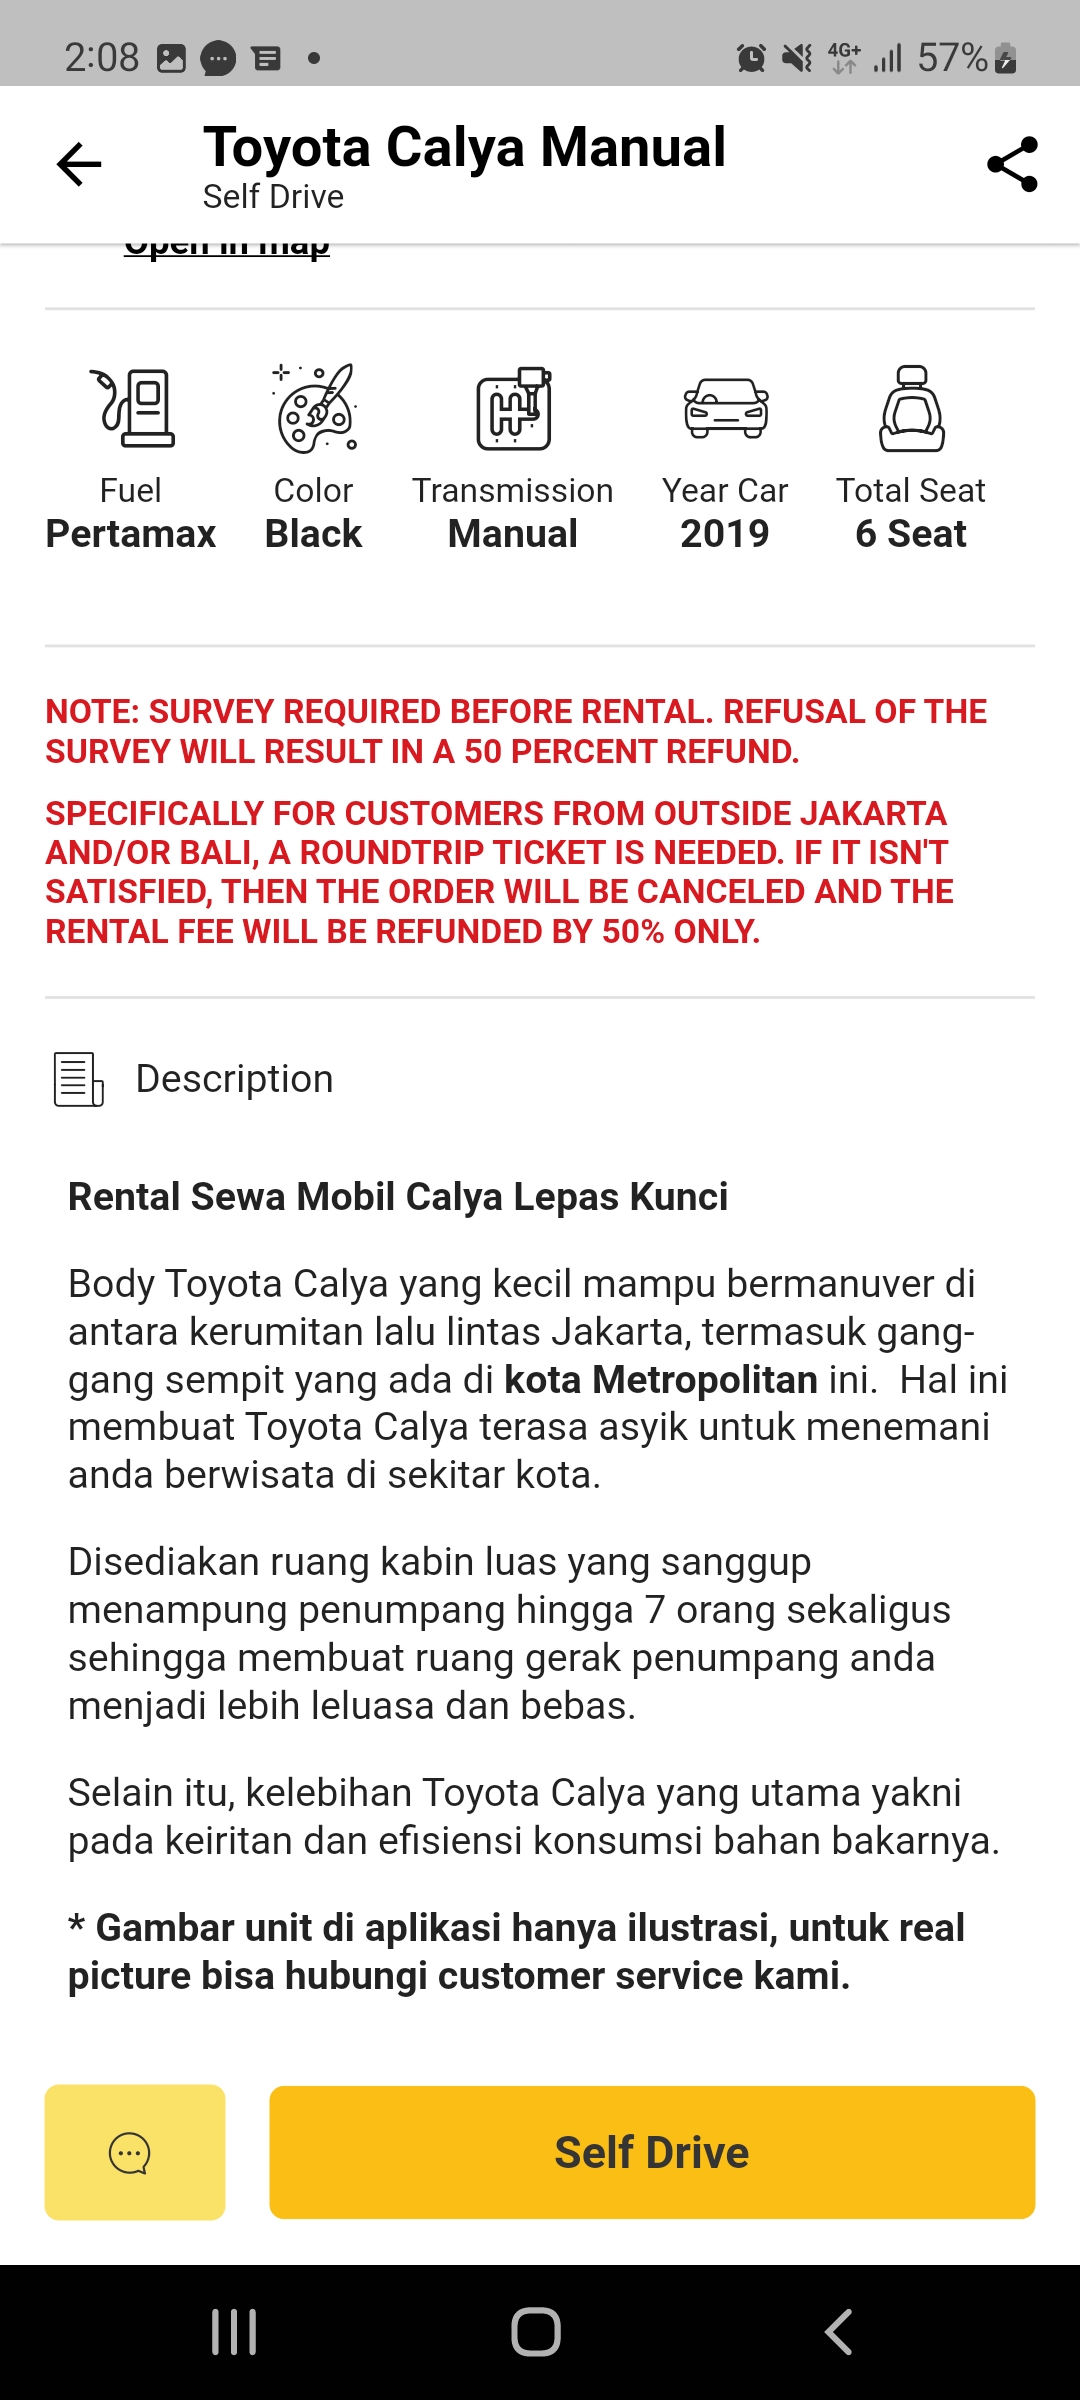 2:08
4G+
57%
Toyota Calya Manual
Self Drive
Open in map
Fuel
Pertamax
Color
Black
Transmission
Manual
Year Car
2019
Total Seat
6 Seat
NOTE: SURVEY REQUIRED BEFORE RENTAL. REFUSAL OF THE
SURVEY WILL RESULT IN A 50 PERCENT REFUND.
SPECIFICALLY FOR CUSTOMERS FROM OUTSIDE JAKARTA
AND/OR BALI, A ROUNDTRIP TICKET IS NEEDED. IF IT ISN'T
SATISFIED, THEN THE ORDER WILL BE CANCELED AND THE
RENTAL FEE WILL BE REFUNDED BY 50% ONLY.
Description
Rental Sewa Mobil Calya Lepas Kunci
Body Toyota Calya yang kecil mampu bermanuver di
antara kerumitan lalu lintas Jakarta, termasuk gang-
gang sempit yang ada di kota Metropolitan ini.  Hal ini
membuat Toyota Calya terasa asyik untuk menemani
anda berwisata di sekitar kota.
Disediakan ruang kabin luas yang sanggup
menampung penumpang hingga 7 orang sekaligus
sehingga membuat ruang gerak penumpang anda
menjadi lebih leluasa dan bebas.
Selain itu, kelebihan Toyota Calya yang utama yakni
pada keiritan dan efisiensi konsumsi bahan bakarnya.
* Gambar unit di aplikasi hanya ilustrasi, untuk real
picture bisa hubungi customer service kami.
Self Drive